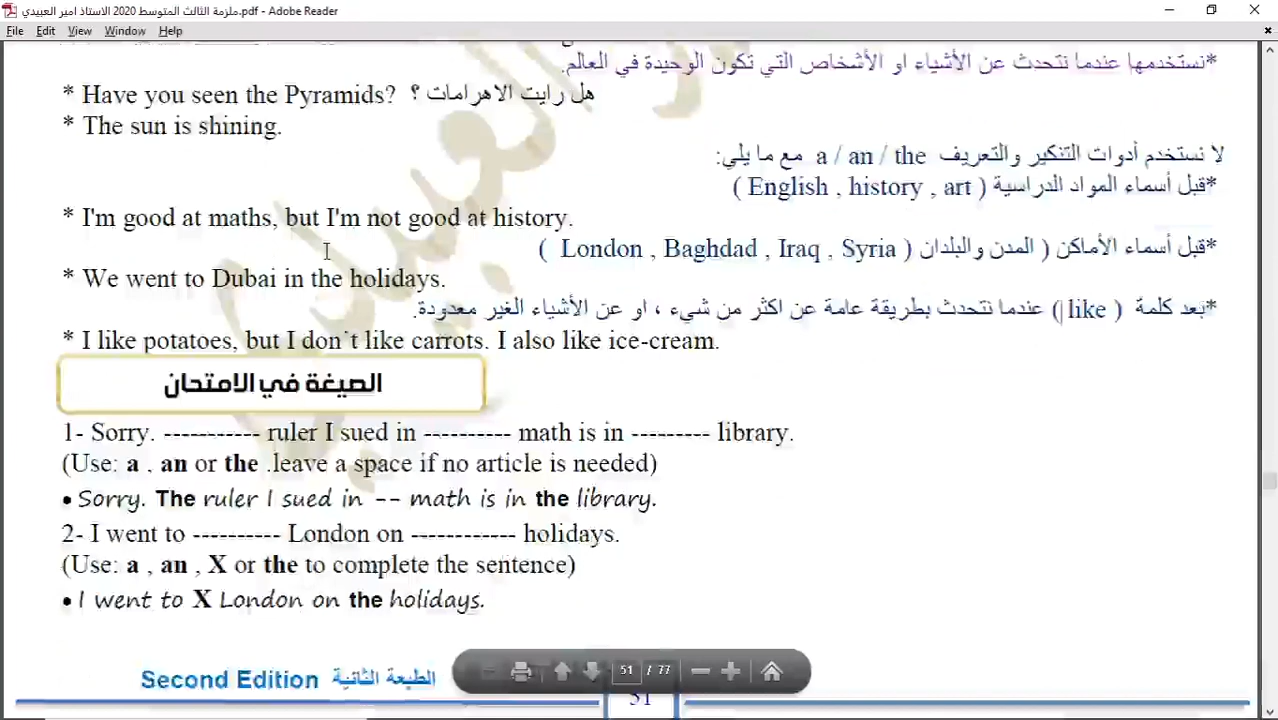 ملزمة الثالث المتوسط 2020 الاستاذ امير العبيدي.pdf - Adobe Reader
File Edit View Window Help
*نستخدمها عندما نتحدث عن الأشياء او الأشخاص التي تكون الوحيدة في العالم.
* Have you seen the Pyramids? هل رايت الاهرامات ؟
* The sun is shining.
لا نستخدم أدوات التنكير والتعريف a / an / the مع ما يلي:
*قبل أسماء المواد الدراسية ( English , history , art )
* I'm good at maths, but I'm not good at history.
*قبل أسماء الأماكن ( المدن والبلدان ( London , Baghdad , Iraq , Syria )
* We went to Dubai in the holidays.
*بعد كلمة ( like ) عندما نتحدث بطريقة عامة عن اكثر من شيء ، او عن الأشياء الغير معدودة.
* I like potatoes, but I don`t like carrots. I also like ice-cream.
الصيغة في الامتحان
1- Sorry. ----------- ruler I sued in ---------- math is in --------- library.
(Use: a , an or the .leave a space if no article is needed)
• Sorry. The ruler I sued in -- math is in the library.
2- I went to ---------- London on ------------ holidays.
(Use: a , an , X or the to complete the sentence)
• I went to X London on the holidays.
Second Edition الطبعة الثانية
51 / 77
51